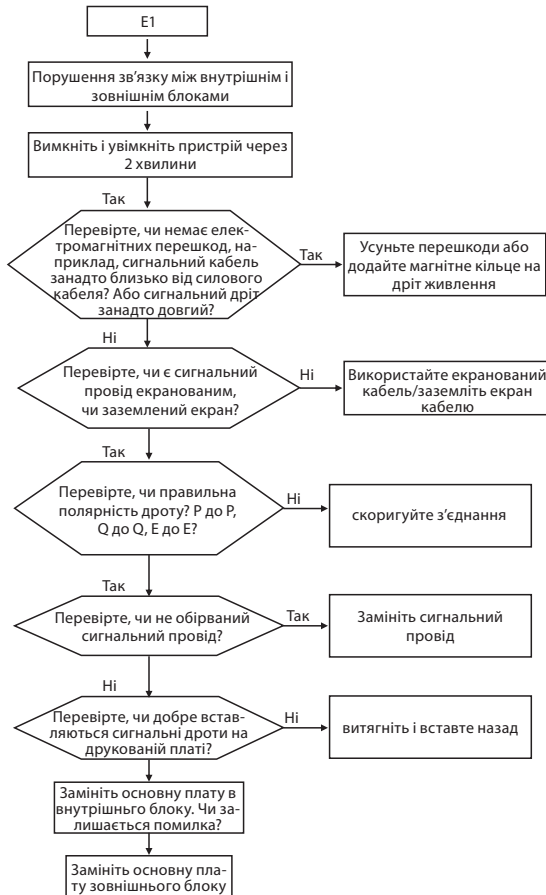 E1
Порушення зв'язку між внутрішнім і
зовнішнім блоками
Вимкніть і увімкніть пристрій через
2 хвилини
Так
Перевірте, чи немає елек-
тромагнітних перешкод, на-
приклад, сигнальний кабель
занадто близько від силового
кабеля? Або сигнальний дріт
занадто довгий?
Так
Усуньте перешкоди або
додайте магнітне кільце на
дріт живлення
Ні
Перевірте, чи є сигнальний
провід екранованим,
чи заземлений екран?
Ні
Використайте екранований
кабель/заземліть екран
кабелю
Так
Перевірте, чи правильна
полярність дроту? P до P,
Q до Q, E до E?
Ні
скоригуйте з’єднання
Так
Перевірте, чи не обірваний
сигнальний провід?
Так
Замініть сигнальний
провід
Ні
Перевірте, чи добре встав-
ляються сигнальні дроти на
друкованій платі?
Ні
витягніть і вставте назад
Замініть основну плату в
внутрішнього блоку. Чи за-
лишається помилка?
Замініть основну пла-
ту зовнішнього блоку